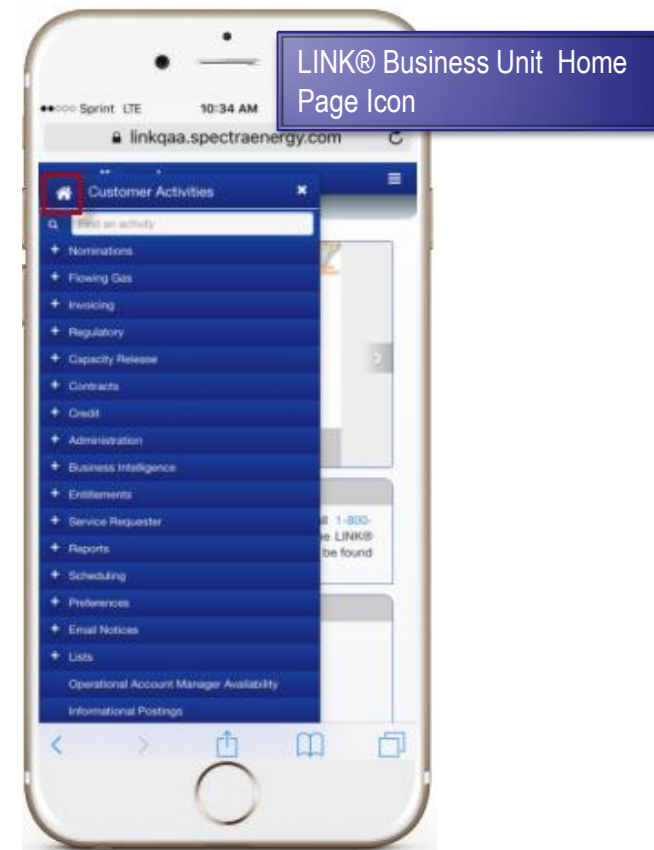 LINK® Business Unit Home
Page Icon
Sprint LTE 10:34 AM
linkqaa.spectraenergy.com
Customer Activities
Find an activity
Nominations
Flowing Gas
Invoicing
Regulatory
Capacity Release
Contracts
Credit
Administration
Business Intelligence
Entitlements
Service Requester
Reports
Scheduling
Preferences
Email Notices
Lists
Operational Account Manager Availability
Informational Postings
1-800-
LINK®
be found